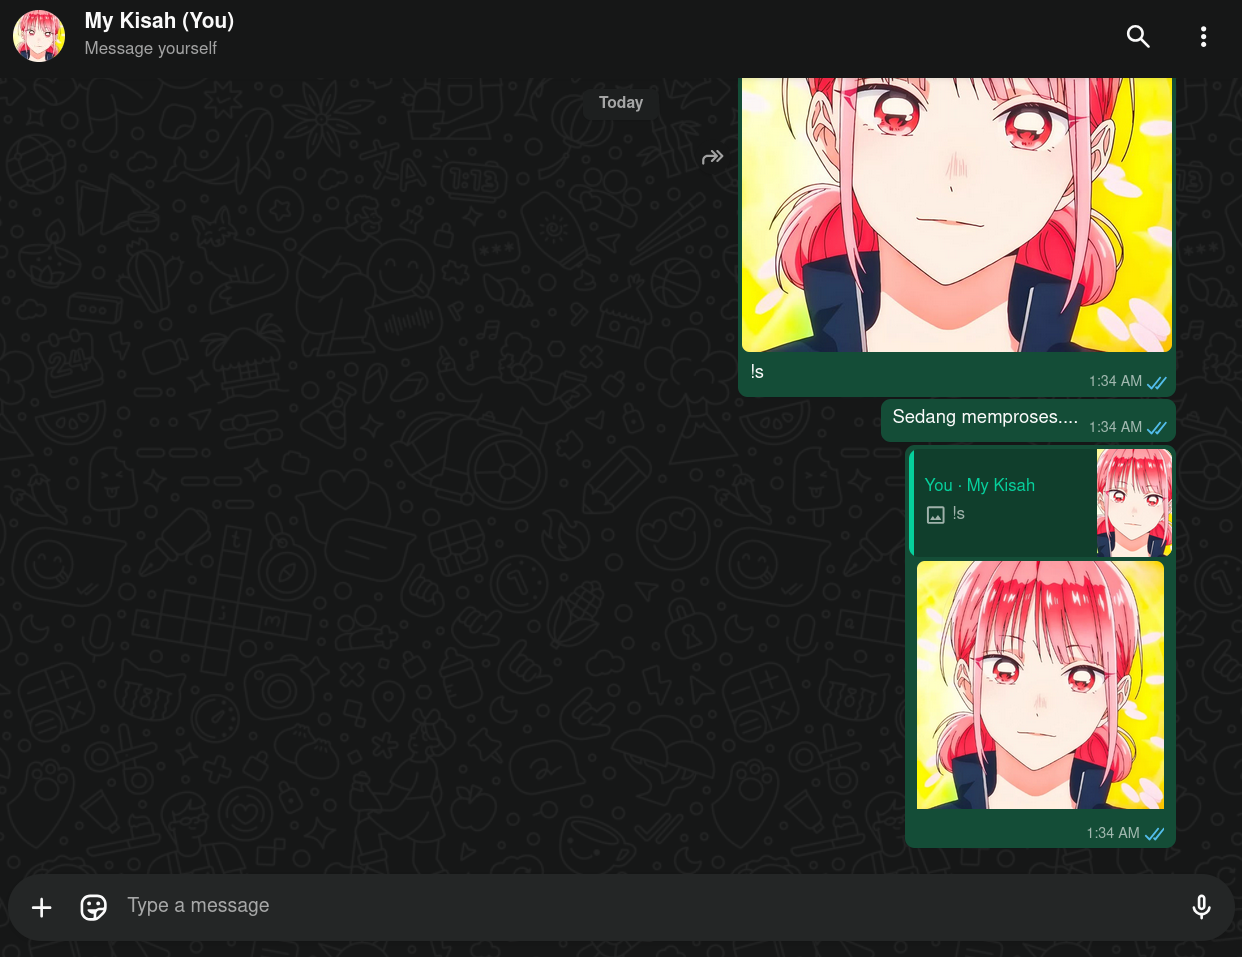 My Kisah (You)
Message yourself
Today
!s
1:34 AM
Sedang memproses....
1:34 AM
You · My Kisah
!s
1:34 AM
Type a message